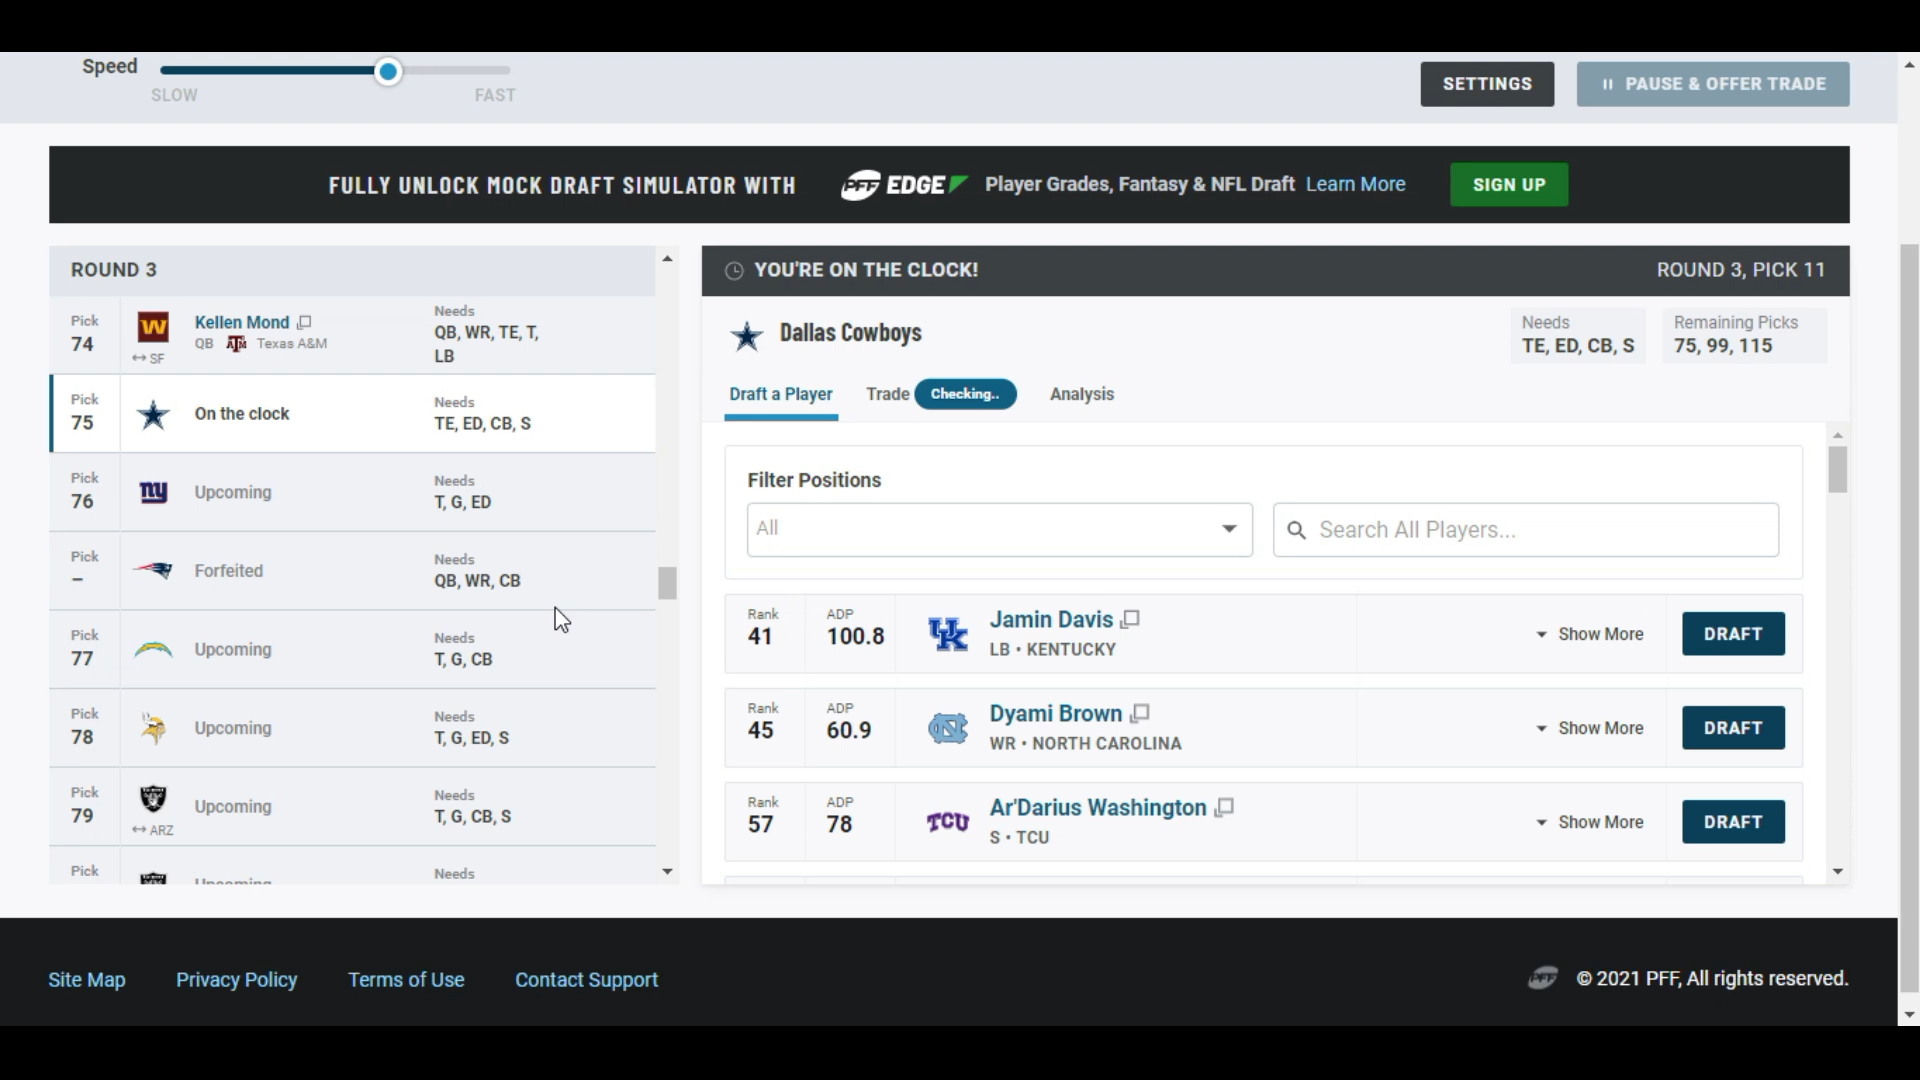 Speed
SLOW
FAST
SETTINGS
PAUSE & OFFER TRADE
FULLY UNLOCK MOCK DRAFT SIMULATOR WITH
PFF EDGE
Player Grades, Fantasy & NFL Draft Learn More
SIGN UP
ROUND 3
Pick
74
W
↔ SF
Kellen Mond
QB ATM Texas A&M
Needs
QB, WR, TE, T,
LB
Pick
75
On the clock
Needs
TE, ED, CB, S
Pick
76
ny
Upcoming
Needs
T, G, ED
Pick
–
Forfeited
Needs
QB, WR, CB
Pick
77
Upcoming
Needs
T, G, CB
Pick
78
Upcoming
Needs
T, G, ED, S
Pick
79
↔ ARZ
Upcoming
Needs
T, G, CB, S
Pick
Upcoming
Needs
YOU'RE ON THE CLOCK!
ROUND 3, PICK 11
Dallas Cowboys
Needs
TE, ED, CB, S
Remaining Picks
75, 99, 115
Draft a Player
Trade
Checking..
Analysis
Filter Positions
All
Search All Players...
Rank
41
ADP
100.8
UK
Jamin Davis
LB • KENTUCKY
Show More
DRAFT
Rank
45
ADP
60.9
NC
Dyami Brown
WR • NORTH CAROLINA
Show More
DRAFT
Rank
57
ADP
78
TCU
Ar'Darius Washington
S • TCU
Show More
DRAFT
Site Map
Privacy Policy
Terms of Use
Contact Support
PFF
© 2021 PFF, All rights reserved.